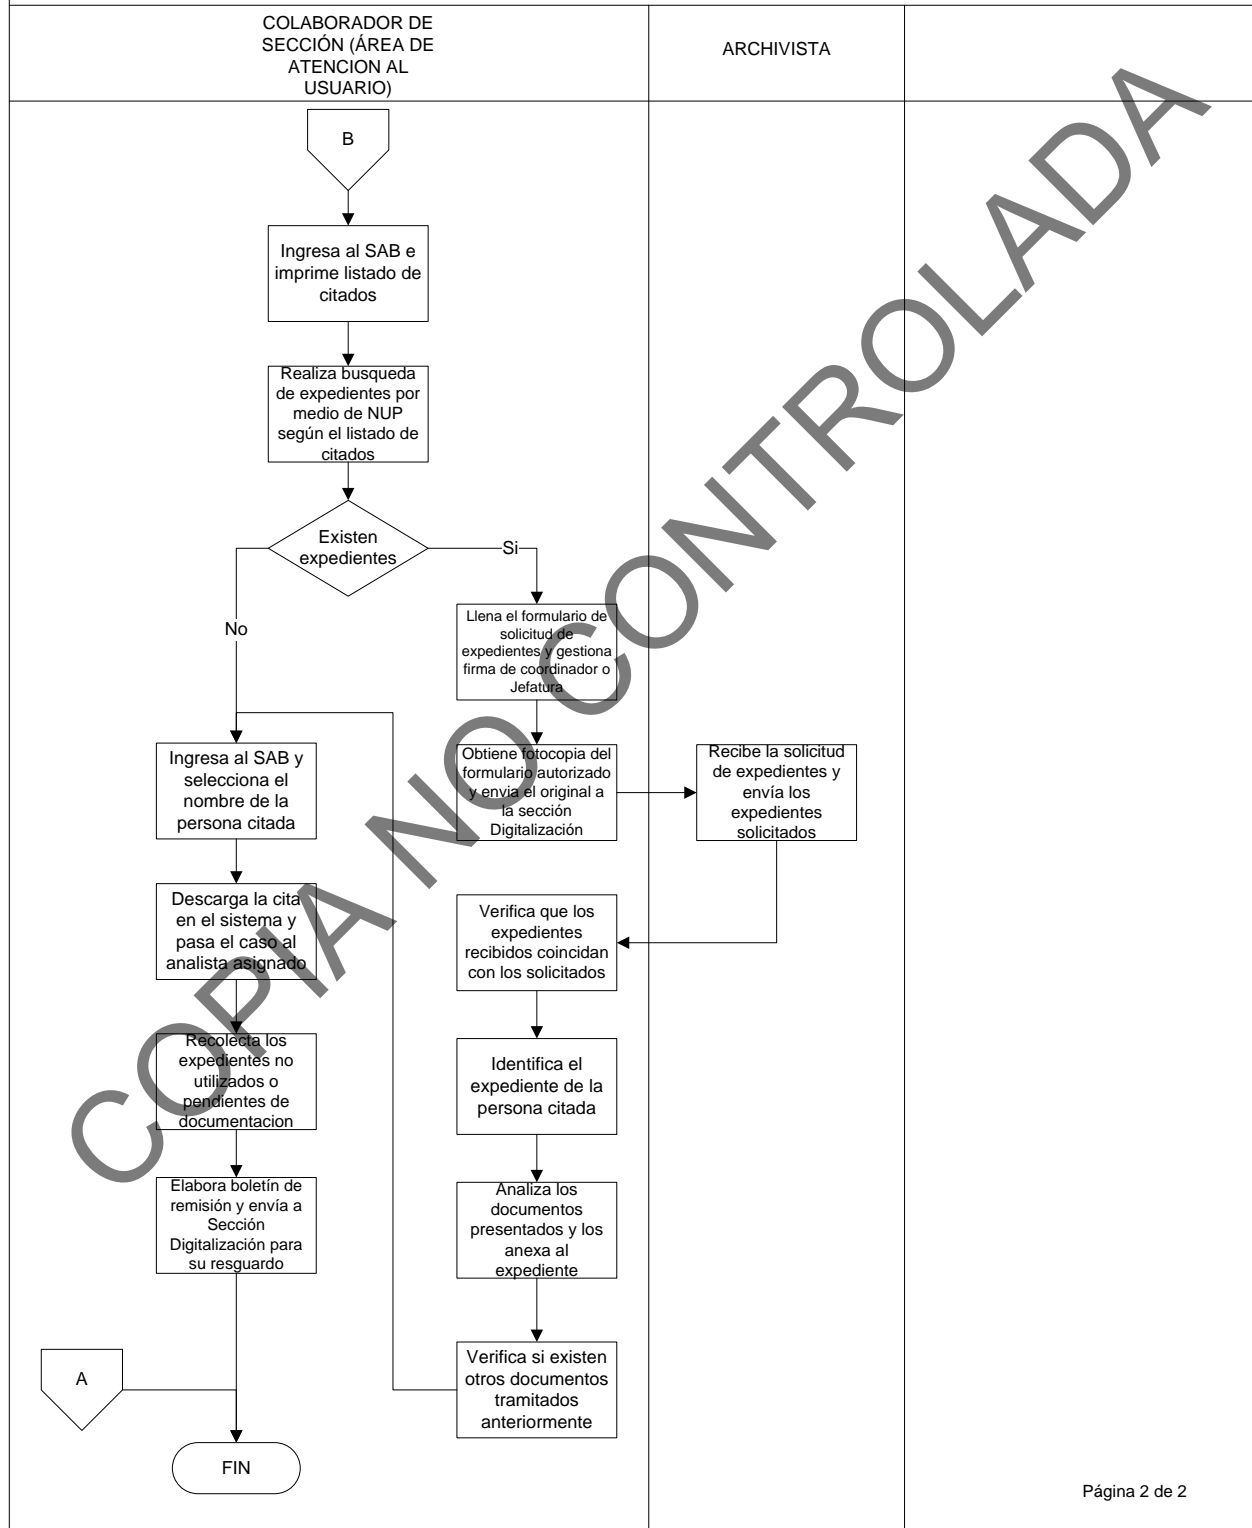 COLABORADOR DE
SECCIÓN (ÁREA DE
ATENCION AL
USUARIO)
ARCHIVISTA
B
Ingresa al SAB e
imprime listado de
citados
Realiza busqueda
de expedientes por
medio de NUP
según el listado de
citados
Existen
expedientes
Si
No
Llena el formulario de
solicitud de
expedientes y gestiona
firma de coordinador o
Jefatura
Ingresa al SAB y
selecciona el
nombre de la
persona citada
Obtiene fotocopia del
formulario autorizado
y envia el original a
la sección
Digitalización
Recibe la solicitud
de expedientes y
envía los
expedientes
solicitados
Descarga la cita
en el sistema y
pasa el caso al
analista asignado
Verifica que los
expedientes
recibidos coincidan
con los solicitados
Recolecta los
expedientes no
utilizados o
pendientes de
documentacion
Identifica el
expediente de la
persona citada
Elabora boletín de
remisión y envía a
Sección
Digitalización para
su resguardo
Analiza los
documentos
presentados y los
anexa al
expediente
Verifica si existen
otros documentos
tramitados
anteriormente
A
FIN
Página 2 de 2
COPIA NO CONTROLADA